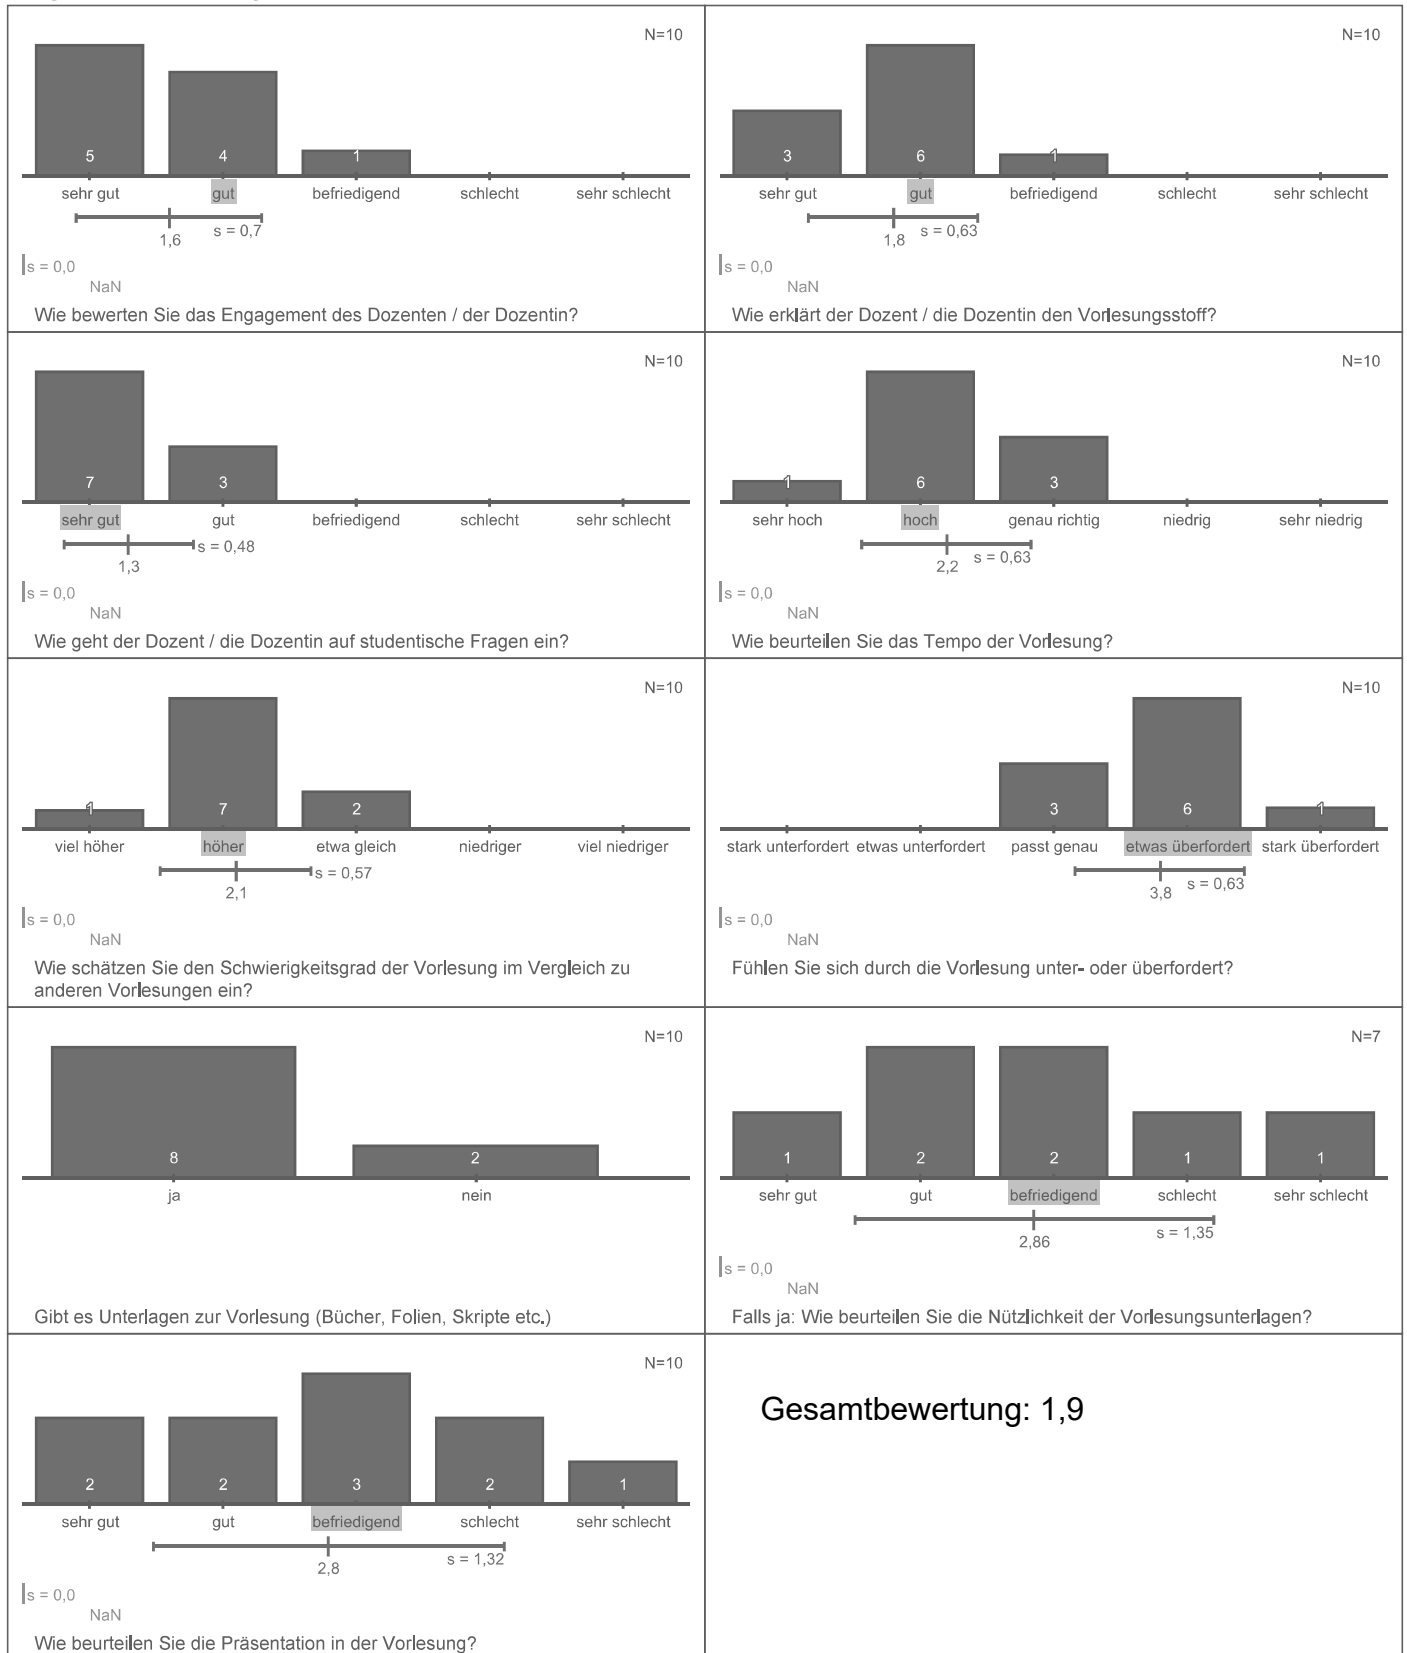 N=10
5 4 1
sehr gut gut befriedigend schlecht sehr schlecht
1,6 s = 0,7
s = 0,0
NaN
Wie bewerten Sie das Engagement des Dozenten / der Dozentin?
N=10
3 6 1
sehr gut gut befriedigend schlecht sehr schlecht
1,8 s = 0,63
s = 0,0
NaN
Wie erklärt der Dozent / die Dozentin den Vorlesungsstoff?
N=10
7 3
sehr gut gut befriedigend schlecht sehr schlecht
1,3 s = 0,48
s = 0,0
NaN
Wie geht der Dozent / die Dozentin auf studentische Fragen ein?
N=10
1 6 3
sehr hoch hoch genau richtig niedrig sehr niedrig
2,2 s = 0,63
s = 0,0
NaN
Wie beurteilen Sie das Tempo der Vorlesung?
N=10
1 7 2
viel höher höher etwa gleich niedriger viel niedriger
2,1 s = 0,57
s = 0,0
NaN
Wie schätzen Sie den Schwierigkeitsgrad der Vorlesung im Vergleich zu
anderen Vorlesungen ein?
N=10
3 6 1
stark unterfordert etwas unterfordert passt genau etwas überfordert stark überfordert
3,8 s = 0,63
s = 0,0
NaN
Fühlen Sie sich durch die Vorlesung unter- oder überfordert?
N=10
8 2
ja nein
Gibt es Unterlagen zur Vorlesung (Bücher, Folien, Skripte etc.)
N=7
1 2 2 1 1
sehr gut gut befriedigend schlecht sehr schlecht
2,86 s = 1,35
s = 0,0
NaN
Falls ja: Wie beurteilen Sie die Nützlichkeit der Vorlesungsunterlagen?
N=10
2 2 3 2 1
sehr gut gut befriedigend schlecht sehr schlecht
2,8 s = 1,32
s = 0,0
NaN
Wie beurteilen Sie die Präsentation in der Vorlesung?
Gesamtbewertung: 1,9